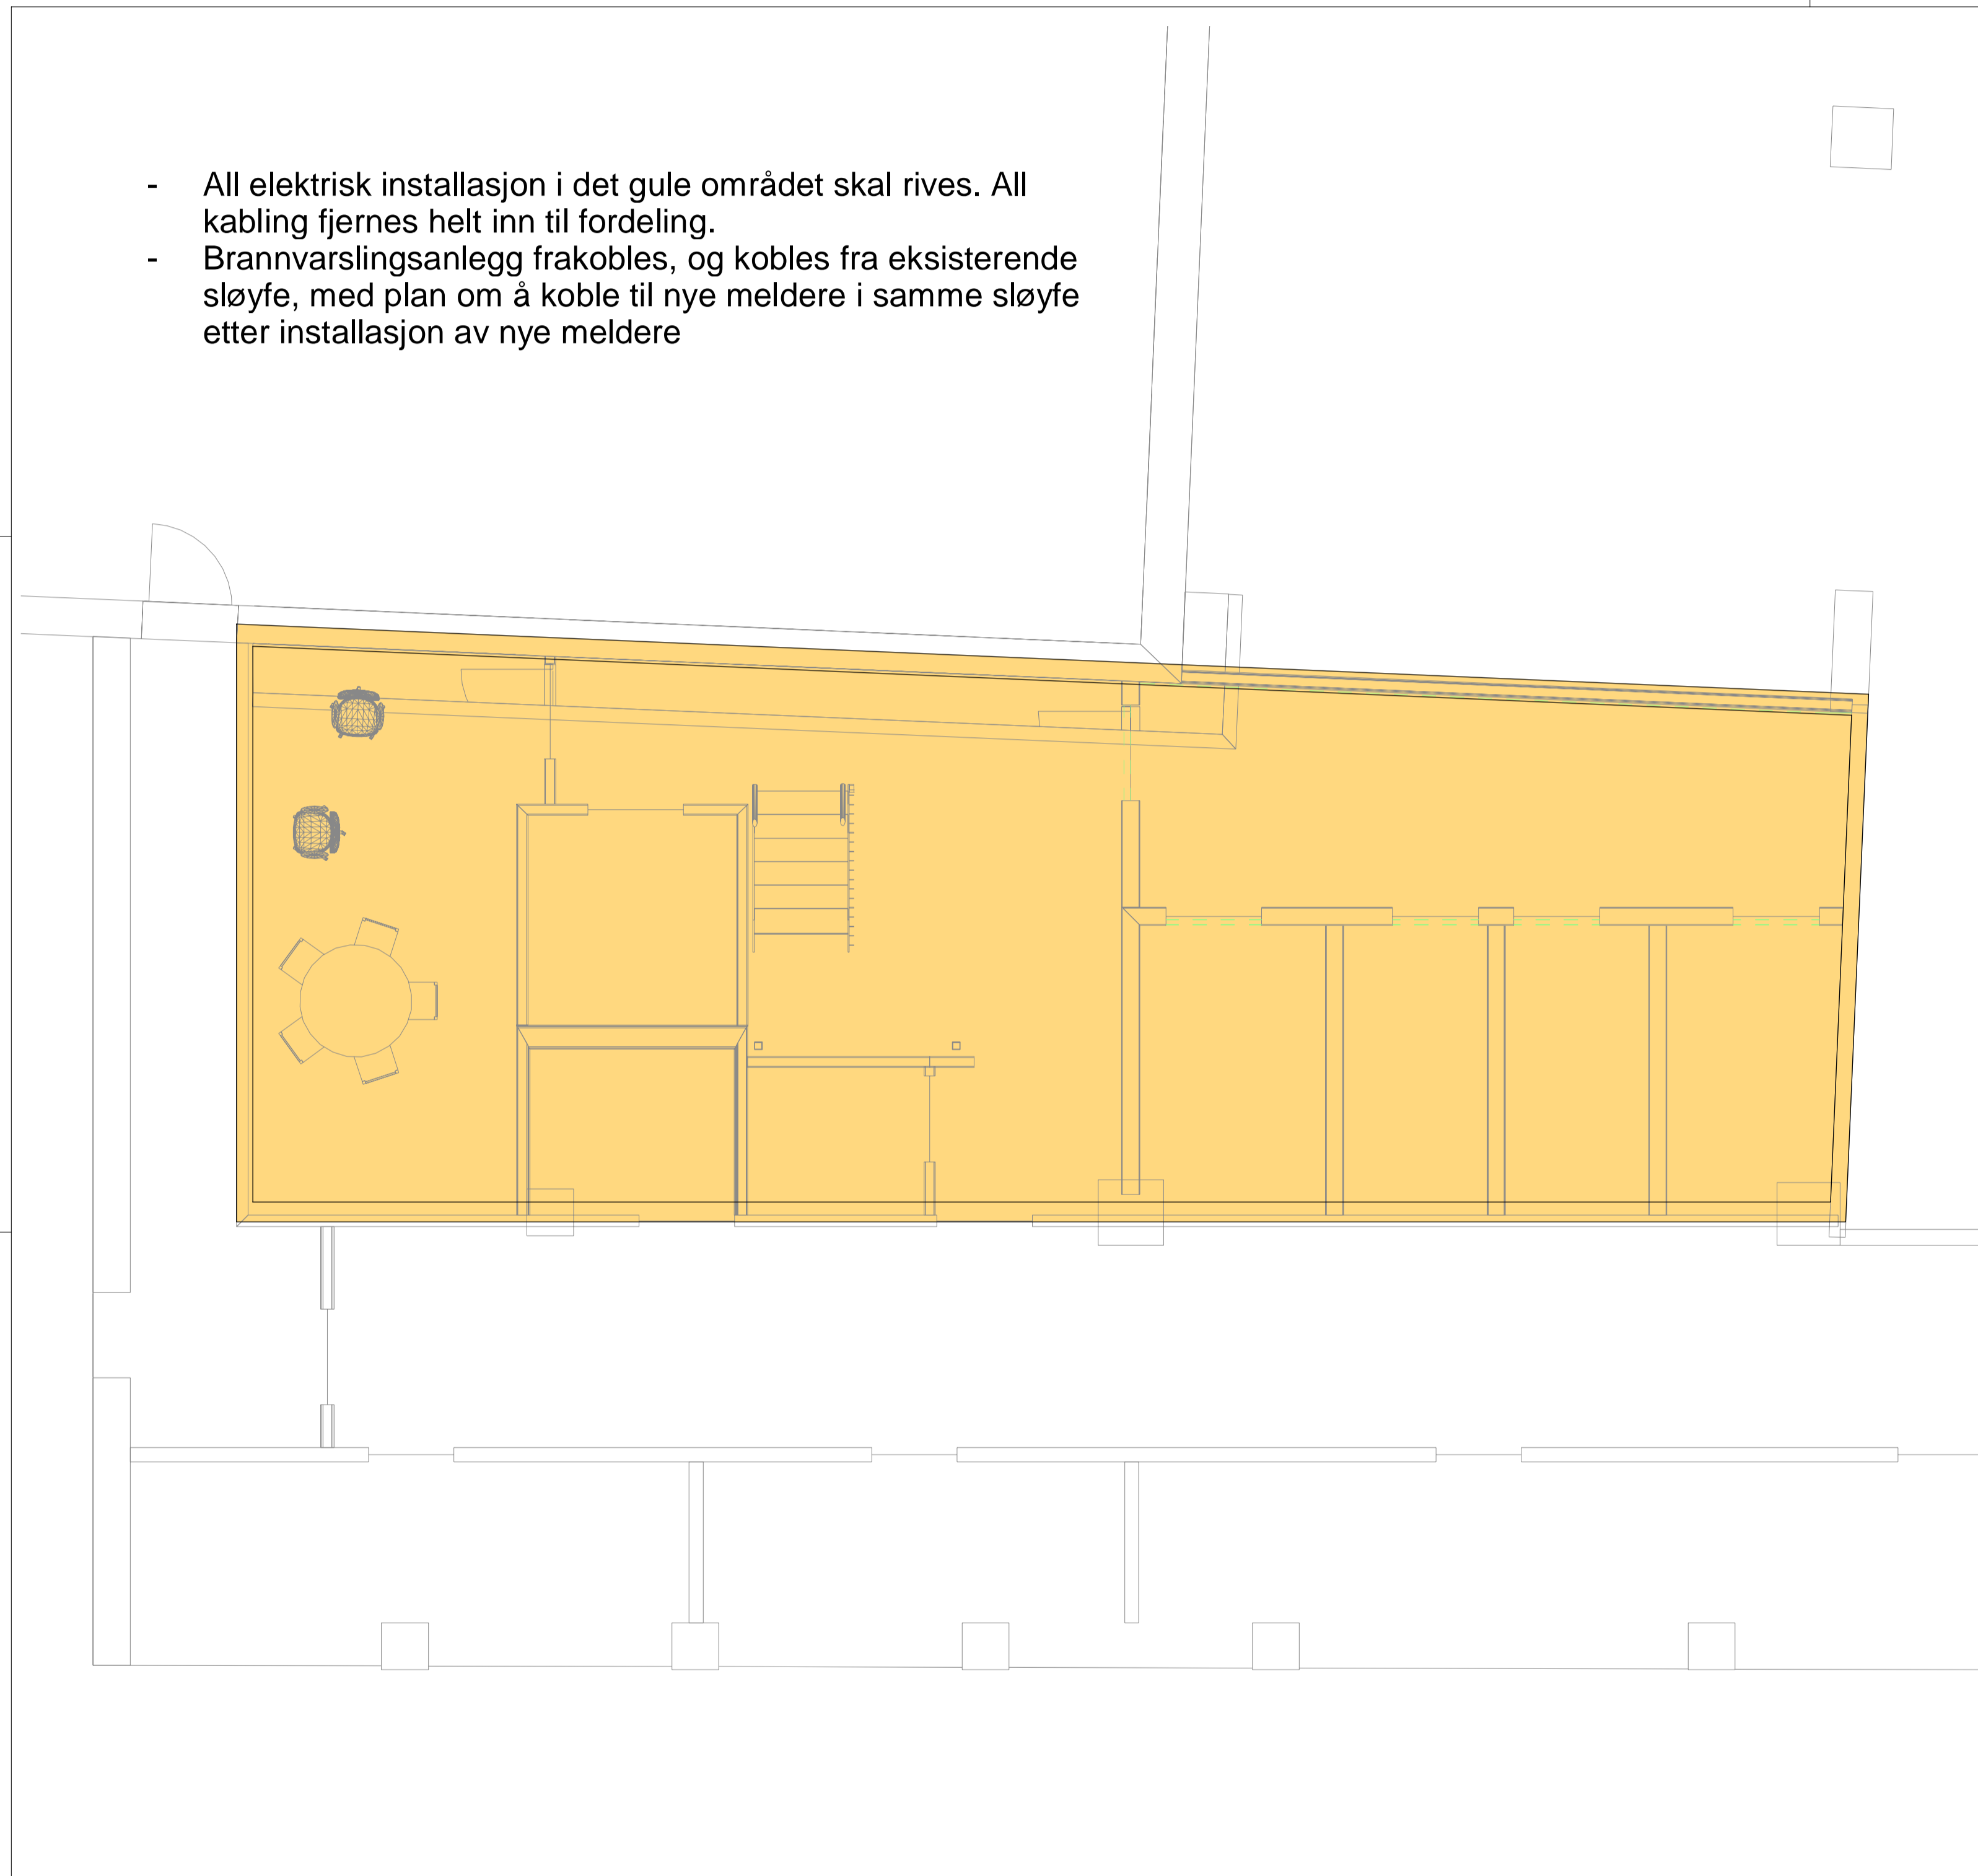 - All elektrisk installasjon i det gule området skal rives. All
kabling fjernes helt inn til fordeling.
- Brannvarslingsanlegg frakobles, og kobles fra eksisterende
sløyfe, med plan om å koble til nye meldere i samme sløyfe
etter installasjon av nye meldere